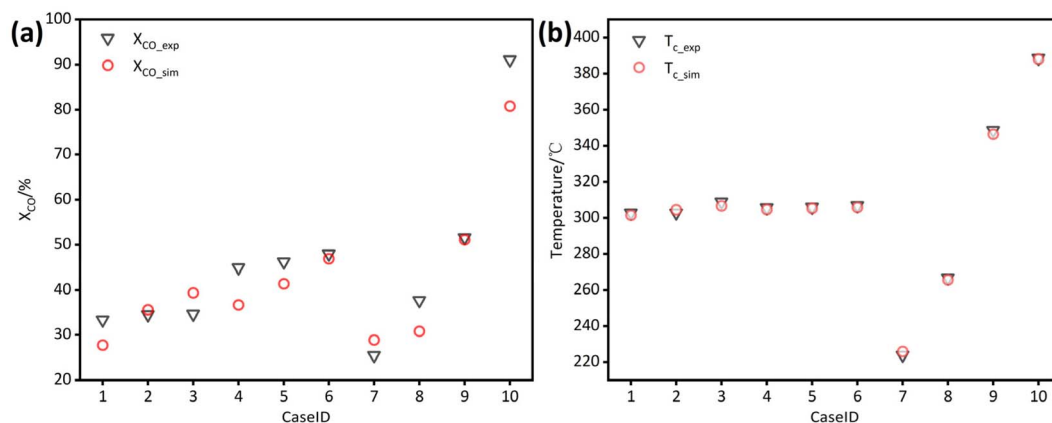 (a)
X_CO_exp
X_CO_sim
100
90
80
70
60
50
40
30
20
X_CO/%
1 2 3 4 5 6 7 8 9 10
CaseID
(b)
T_c_exp
T_c_sim
400
380
360
340
320
300
280
260
240
220
Temperature/℃
1 2 3 4 5 6 7 8 9 10
CaseID